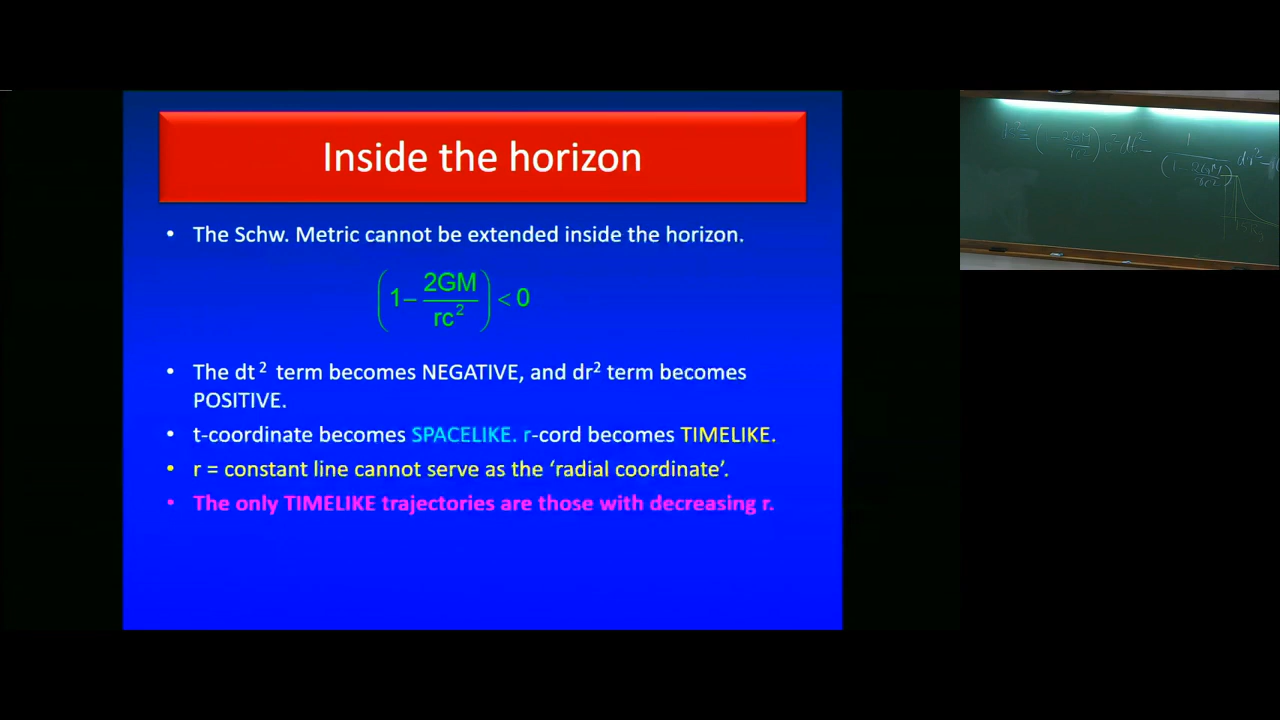 Inside the horizon
• The Schw. Metric cannot be extended inside the horizon.
(1– 2GM/rc²) < 0
• The dt² term becomes NEGATIVE, and dr² term becomes
POSITIVE.
• t-coordinate becomes SPACELIKE. r-cord becomes TIMELIKE.
• r = constant line cannot serve as the ‘radial coordinate’.
• The only TIMELIKE trajectories are those with decreasing r.